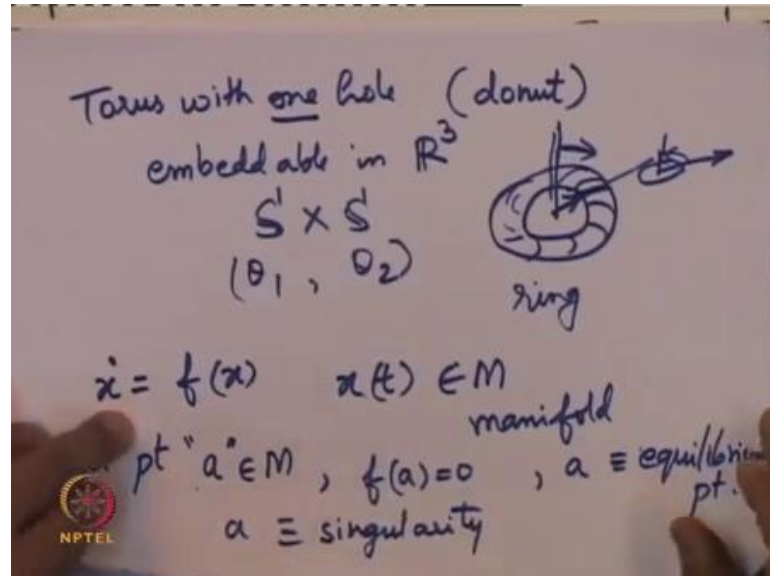 Torus with one hole (donut)
embeddable in ℝ³
S¹ × S¹
(θ₁, θ₂)
ring
ẋ = f(x) x(t) ∈ M
manifold
pt "a" ∈ M, f(a)=0, a ≡ equilibrium
pt.
a ≡ singularity
NPTEL